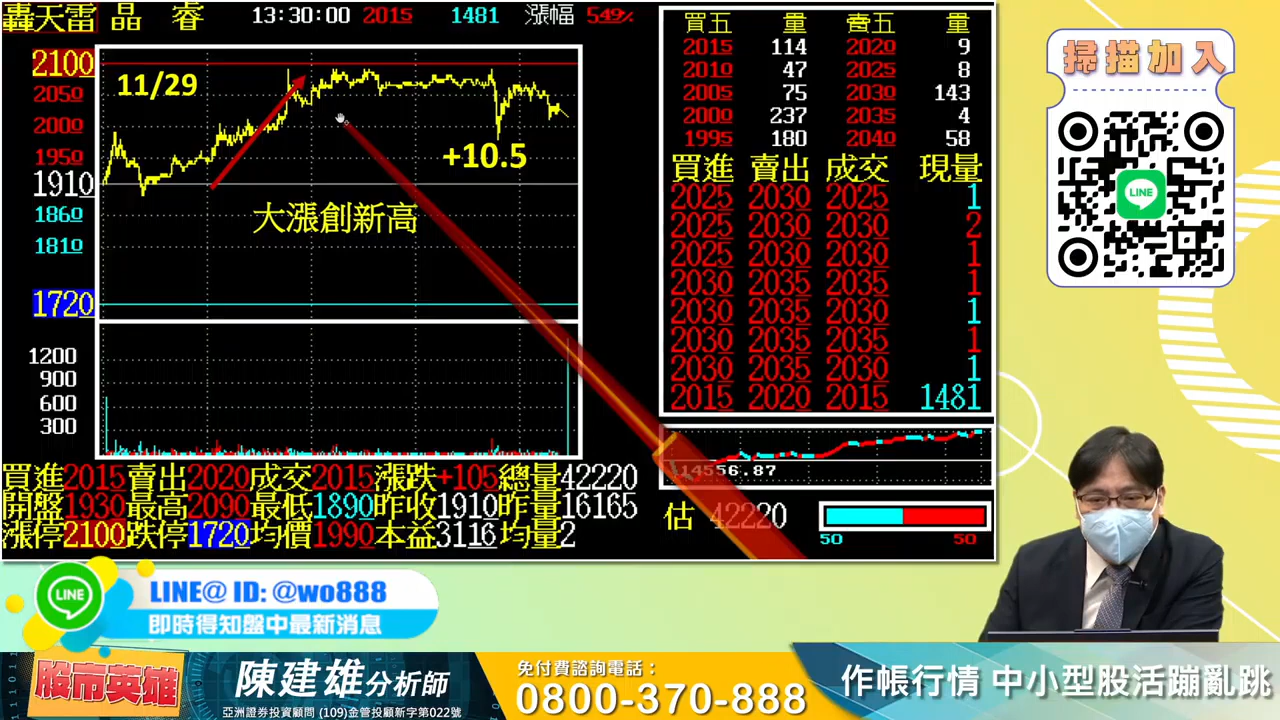 轟天雷 晶 睿 13:30:00 2015 1481 漲幅 549%
2100
2050
2000
1950
1910
1860
1810
1720
1200
900
600
300
11/29
+10.5
大漲創新高
買五 量 賣五 量
2015 114 2020 9
2010 47 2025 8
2005 75 2030 143
2000 237 2035 4
1995 180 2040 58
買進 賣出 成交 現量
2025 2030 2025 1
2025 2030 2030 2
2025 2030 2030 1
2030 2035 2035 1
2030 2035 2030 1
2030 2035 2035 1
2030 2035 2030 1
2015 2020 2015 1481
14556.87
估 42220
50 50
買進2015賣出2020成交2015漲跌+105總量42220
開盤1930最高2090最低1890昨收1910昨量16165
漲停2100跌停1720均價1990本益3116均量2
掃描加入
LINE
LINE
LINE@ ID: @wo888
即時得知盤中最新消息
股市英雄
陳建雄分析師
亞洲證券投資顧問 (109)金管投顧新字第022號
免付費諮詢電話：
0800-370-888
作帳行情 中小型股活蹦亂跳